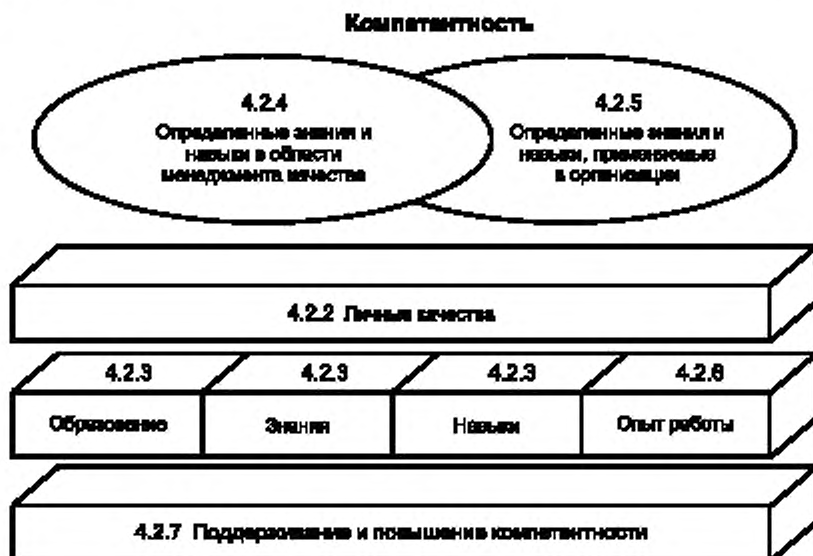 Компетентность
4.2.4
Определенные знания и
навыки в области
менеджмента качества
4.2.5
Определенные знания и
навыки, применяемые
в организации
4.2.2 Личные качества
4.2.3
4.2.3
4.2.3
4.2.6
Образование
Знания
Навыки
Опыт работы
4.2.7 Поддерживание и повышение компетентности